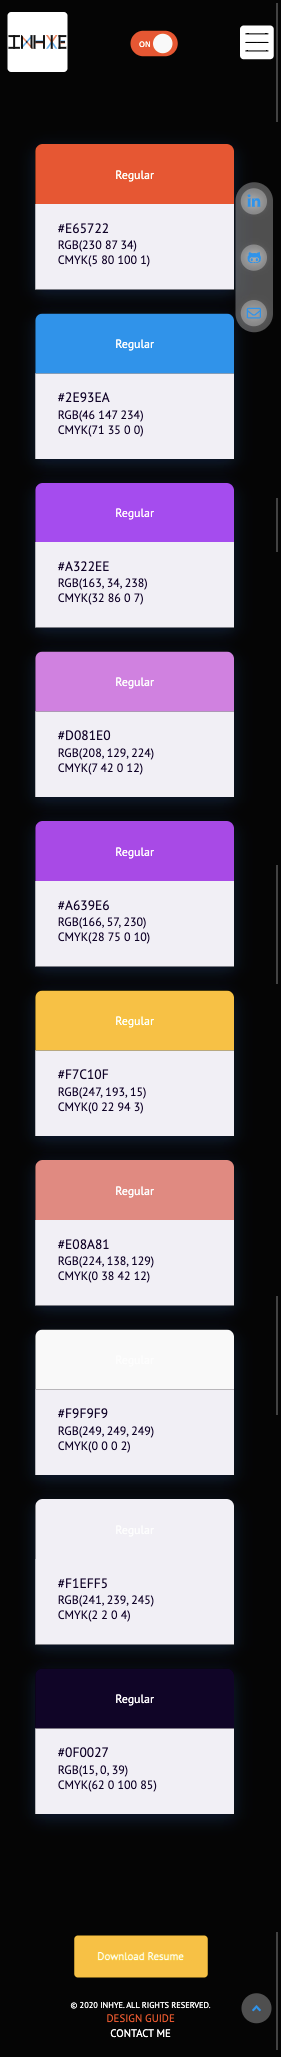 INHYE
ON
Regular
#E65722
RGB(230 87 34)
CMYK(5 80 100 1)
in
Regular
#2E93EA
RGB(46 147 234)
CMYK(71 35 0 0)
Regular
#A322EE
RGB(163, 34, 238)
CMYK(32 86 0 7)
Regular
#D081E0
RGB(208, 129, 224)
CMYK(7 42 0 12)
Regular
#A639E6
RGB(166, 57, 230)
CMYK(28 75 0 10)
Regular
#F7C10F
RGB(247, 193, 15)
CMYK(0 22 94 3)
Regular
#E08A81
RGB(224, 138, 129)
CMYK(0 38 42 12)
Regular
#F9F9F9
RGB(249, 249, 249)
CMYK(0 0 0 2)
Regular
#F1EFF5
RGB(241, 239, 245)
CMYK(2 2 0 4)
Regular
#0F0027
RGB(15, 0, 39)
CMYK(62 0 100 85)
Download Resume
© 2020 INHYE. ALL RIGHTS RESERVED.
DESIGN GUIDE
CONTACT ME